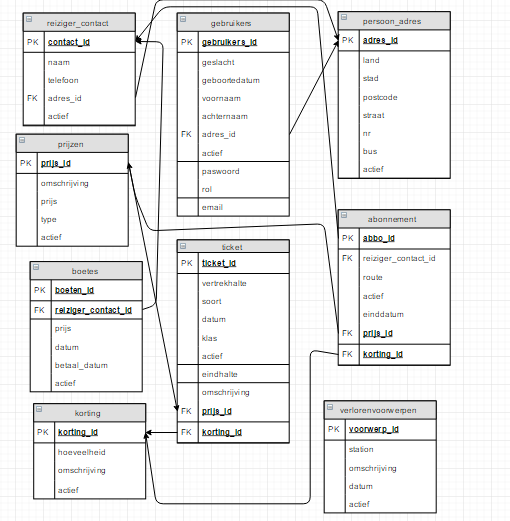 reiziger_contact
PK contact_id
naam
telefoon
FK adres_id
actief
gebruikers
PK gebruikers_id
geslacht
geboortedatum
voornaam
achternaam
FK adres_id
actief
paswoord
rol
email
persoon_adres
PK adres_id
land
stad
postcode
straat
nr
bus
actief
prijzen
PK prijs_id
omschrijving
prijs
type
actief
abonnement
PK abbo_id
FK reiziger_contact_id
route
actief
einddatum
FK prijs_id
FK korting_id
ticket
PK ticket_id
vertrekhalte
soort
datum
klas
actief
eindhalte
omschrijving
FK prijs_id
FK korting_id
boetes
PK boeten_id
FK reiziger_contact_id
prijs
datum
betaal_datum
actief
korting
PK korting_id
hoeveelheid
omschrijving
actief
verlorenvoorwerpen
PK voorwerp_id
station
omschrijving
datum
actief